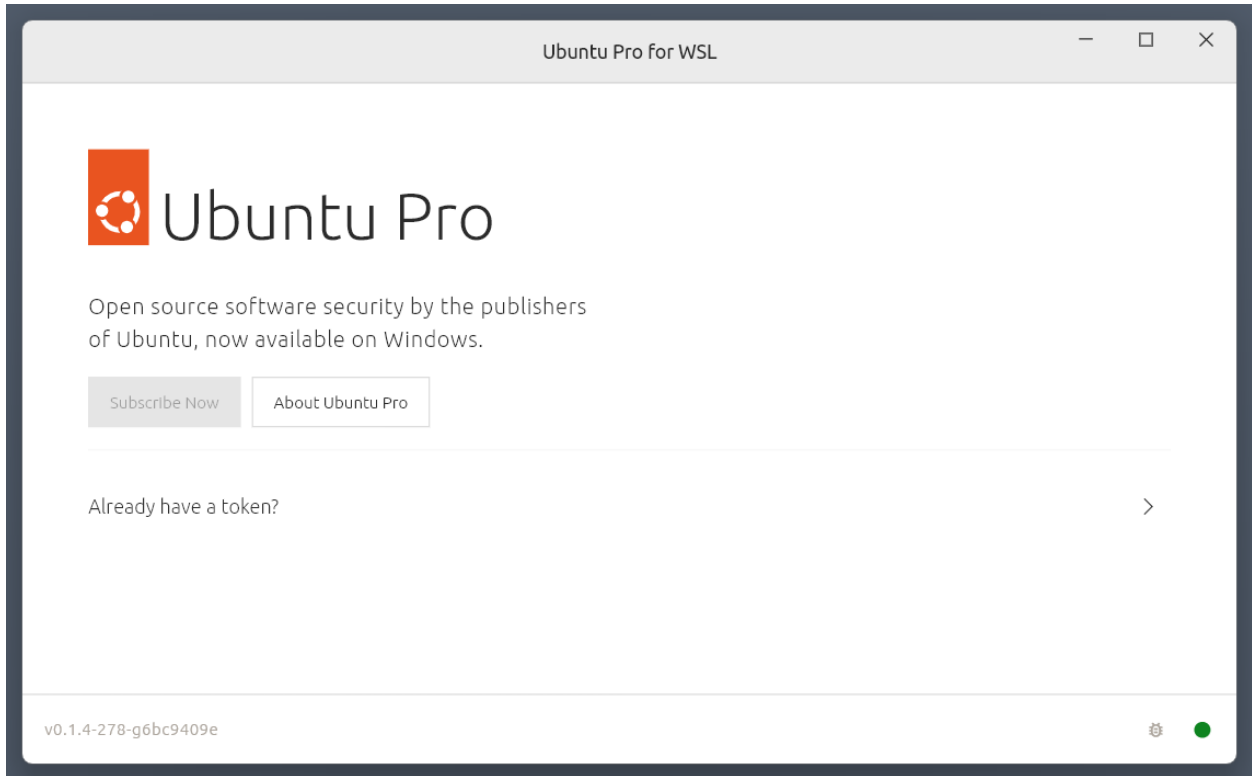 Ubuntu Pro for WSL
Ubuntu Pro
Open source software security by the publishers
of Ubuntu, now available on Windows.
Subscribe Now
About Ubuntu Pro
Already have a token?
v0.1.4-278-g6bc9409e